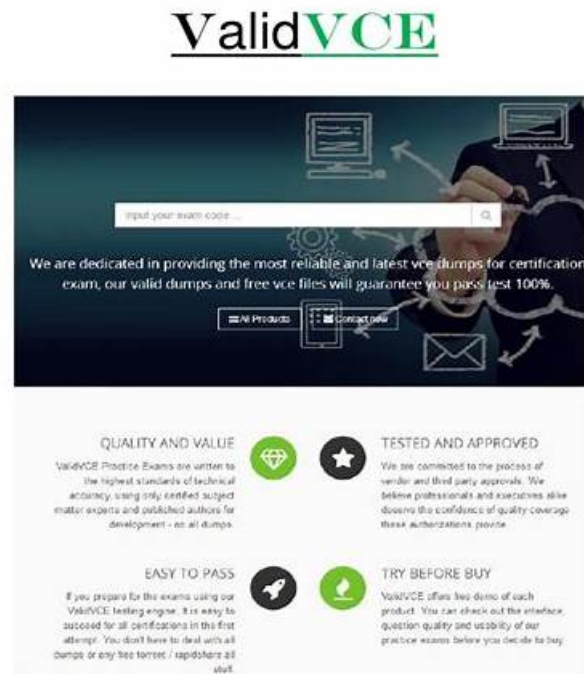 ValidVCE
Input your exam code ...
We are dedicated in providing the most reliable and latest vce dumps for certification
exam, our valid dumps and free vce files will guarantee you pass test 100%.
All Products
Contact now
QUALITY AND VALUE
ValidVCE Practice Exams are written to
the highest standards of technical
accuracy, using only certified subject
matter experts and published authors for
development - no all dumps.
TESTED AND APPROVED
We are committed to the process of
vendor and third party approvals. We
believe professionals and executives alike
deserve the confidence of quality coverage
these authorizations provide.
EASY TO PASS
If you prepare for the exams using our
ValidVCE testing engine, It is easy to
succeed for all certifications in the first
attempt. You don't have to deal with all
dumps or any free torrent / rapidshare all
stuff.
TRY BEFORE BUY
ValidVCE offers free demo of each
product. You can check out the interface,
question quality and usability of our
practice exams before you decide to buy.